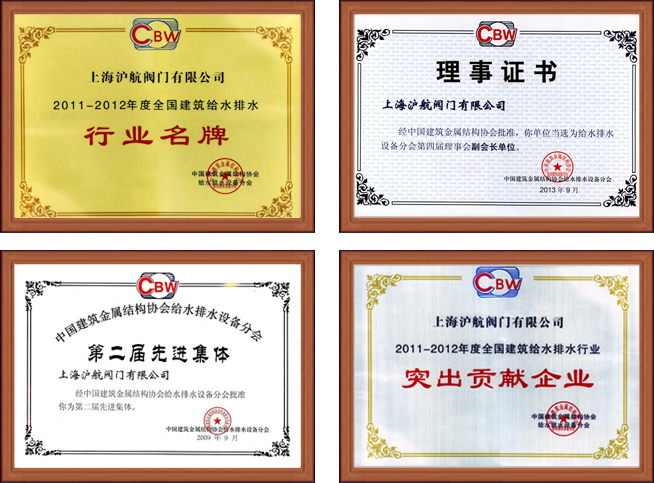 CBW
上海沪航阀门有限公司
2011-2012年度全国建筑给水排水
行业名牌
中国建筑金属结构协会
给水排水设备分会
CBW
理事证书
上海沪航阀门有限公司
经中国建筑金属结构协会批准，你单位当选为给水排水
设备分会第四届理事会副会长单位。
中国建筑金属结构协会给水排水设备分会
2013年9月
CBW
中国建筑金属结构协会给水排水设备分会
第二届先进集体
上海沪航阀门有限公司
经中国建筑金属结构协会给水排水设备分会批准
你为第二届先进集体。
中国建筑金属结构协会给水排水设备分会
2009年9月
CBW
上海沪航阀门有限公司
2011-2012年度全国建筑给水排水行业
突出贡献企业
中国建筑金属结构协会
给水排水设备分会